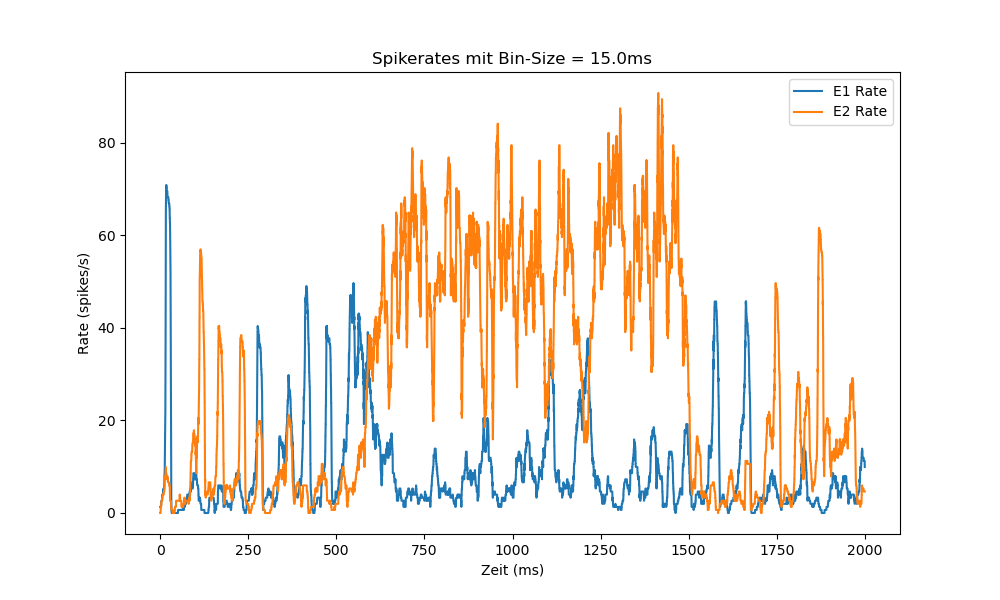 Spikerates mit Bin-Size = 15.0ms
E1 Rate
E2 Rate
Rate (spikes/s)
80
60
40
20
0
0 250 500 750 1000 1250 1500 1750 2000
Zeit (ms)